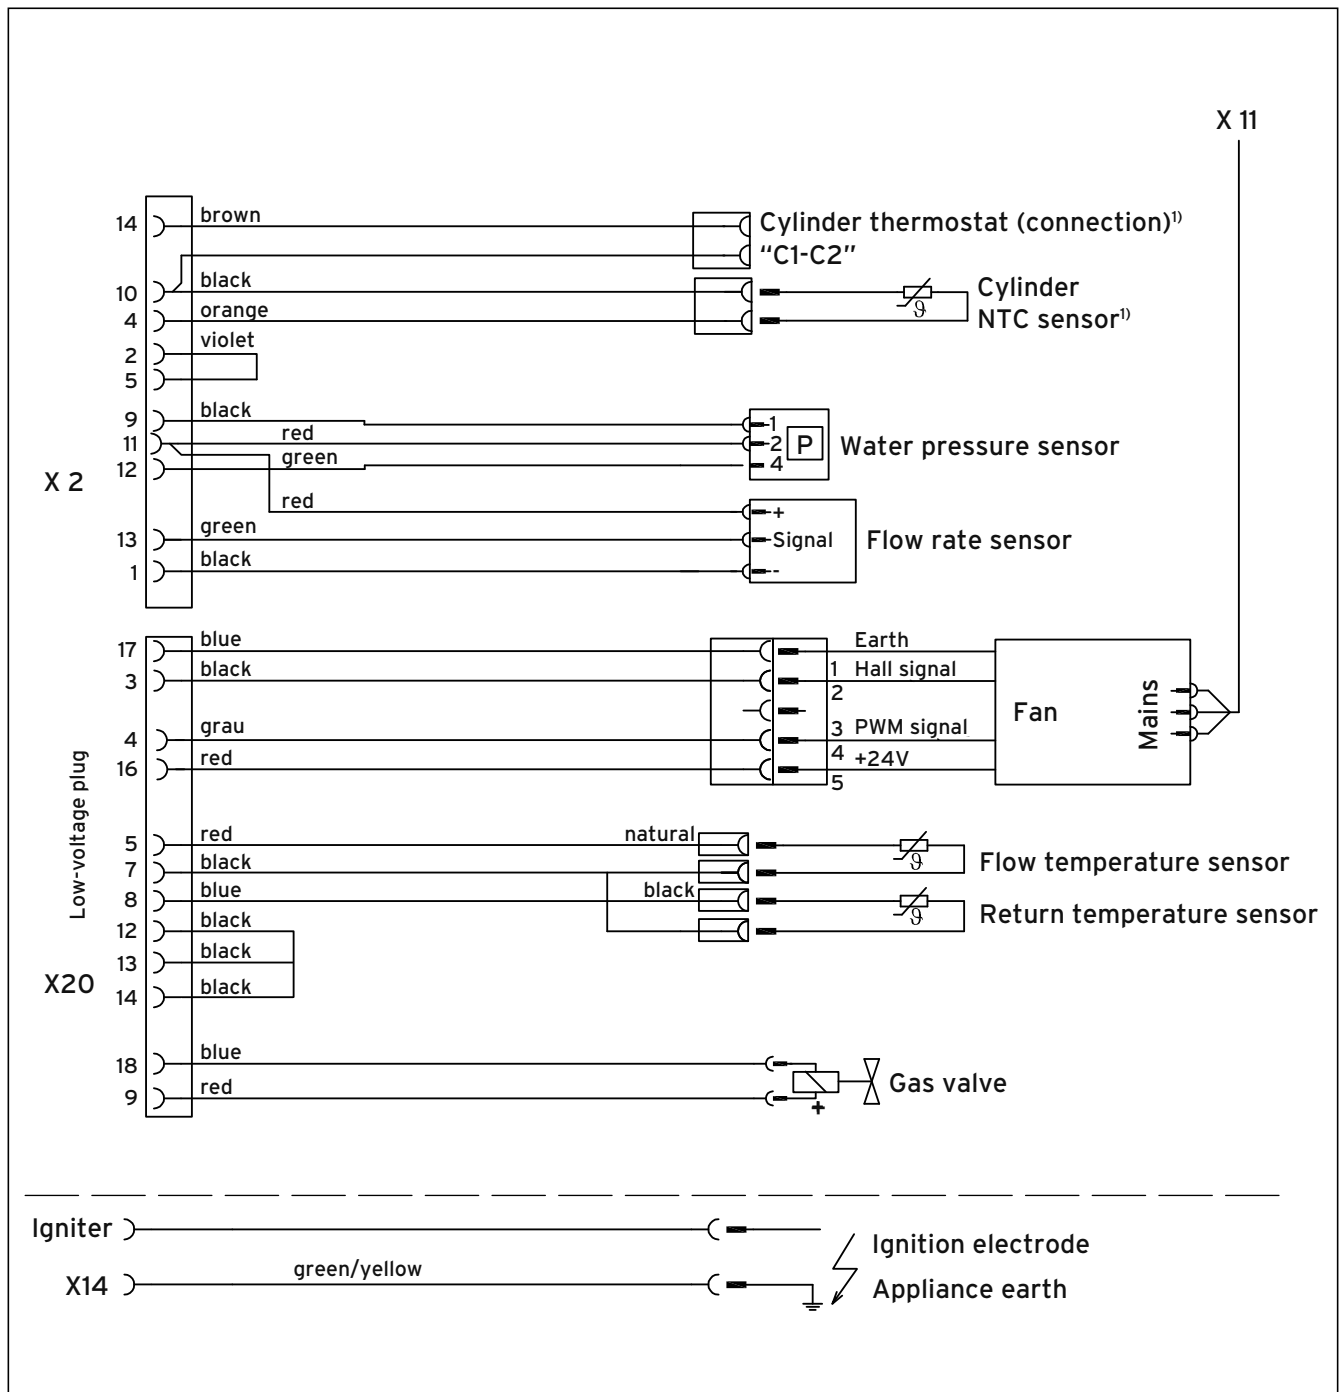 X 11
14 brown Cylinder thermostat (connection)1)
"C1-C2"
10 black Cylinder
4 orange ϑ NTC sensor1)
2 violet
5
9 black 1
11 red 2 P Water pressure sensor
12 green 4
X 2
red +
13 green Signal Flow rate sensor
1 black -
17 blue Earth
3 black 1 Hall signal
2
Fan Mains
4 grau 3 PWM signal
16 red 4 +24V
5
Low-voltage plug
5 red natural
7 black ϑ Flow temperature sensor
8 blue black
12 black ϑ Return temperature sensor
13 black
X20
14 black
18 blue
Gas valve
9 red +
Igniter
Ignition electrode
X14 green/yellow
Appliance earth